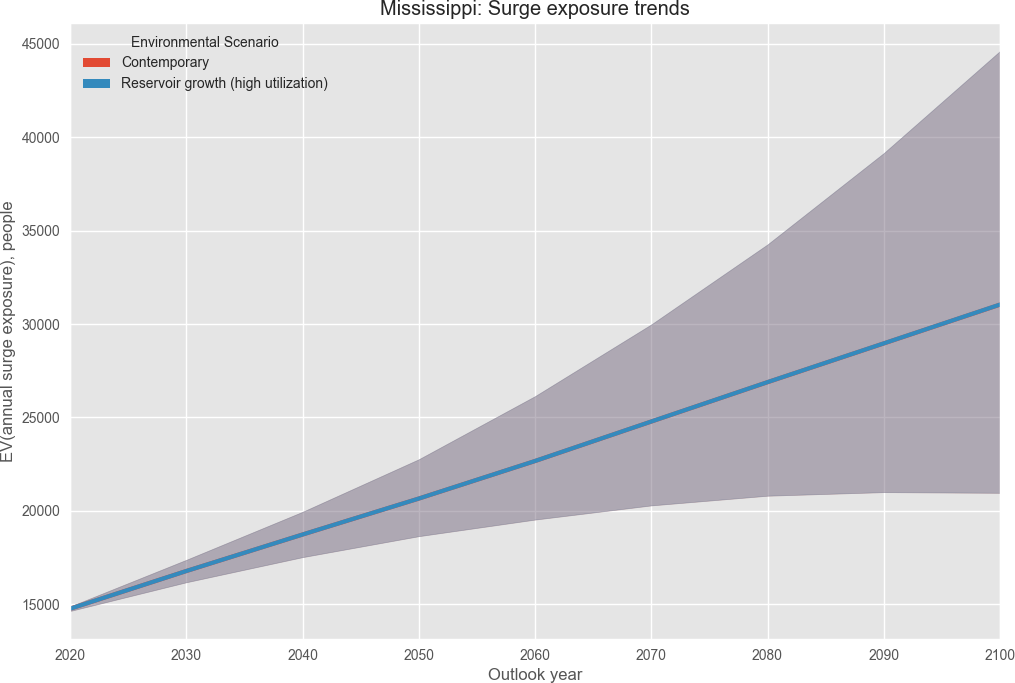 Mississippi: Surge exposure trends
Environmental Scenario
Contemporary
Reservoir growth (high utilization)
EV(annual surge exposure), people
45000
40000
35000
30000
25000
20000
15000
2020 2030 2040 2050 2060 2070 2080 2090 2100
Outlook year